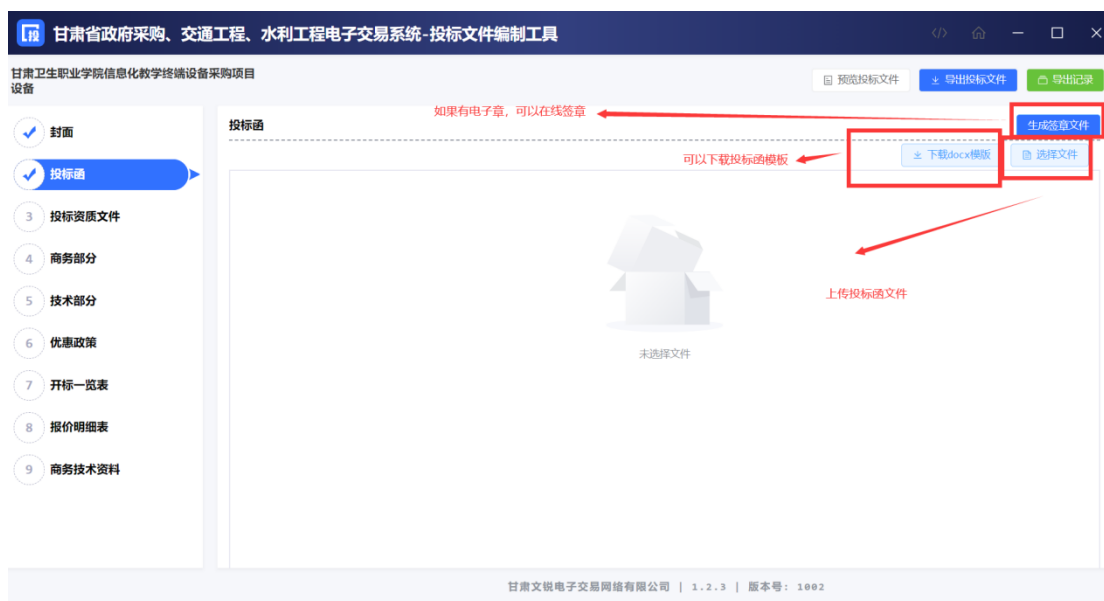 投 甘肃省政府采购、交通工程、水利工程电子交易系统-投标文件编制工具
甘肃卫生职业学院信息化教学终端设备采购项目
设备
预览投标文件
导出投标文件
导出记录
封面
投标函
3 投标资质文件
4 商务部分
5 技术部分
6 优惠政策
7 开标一览表
8 报价明细表
9 商务技术资料
投标函
如果有电子章，可以在线签章
生成签章文件
可以下载投标函模板
下载docx模版
选择文件
上传投标函文件
未选择文件
甘肃文锐电子交易网络有限公司 | 1.2.3 | 版本号: 1002